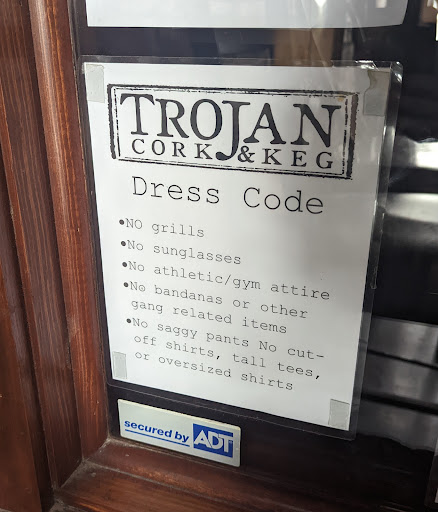 TROJAN
CORK & KEG
Dress Code
•NO grills
•No sunglasses
•No athletic/gym attire
•No bandanas or other
gang related items
•No saggy pants No cut-
off shirts, tall tees,
or oversized shirts
secured by ADT